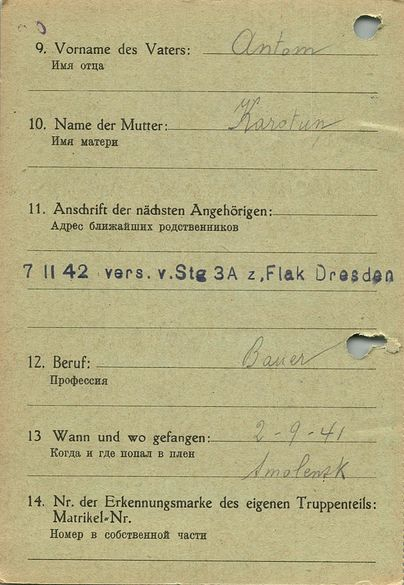 9. Vorname des Vaters: Antom
Имя отца
10. Name der Mutter: Karotun
Имя матери
11. Anschrift der nächsten Angehörigen:
Адрес ближайших родственников
7 II 42 vers. v. Stg 3A z, Flak Dresden
12. Beruf: Bauer
Профессия
13 Wann und wo gefangen: 2-9-41
Когда и где попал в плен
Smolensk
14. Nr. der Erkennungsmarke des eigenen Truppenteils:
Matrikel-Nr.
Номер в собственной части